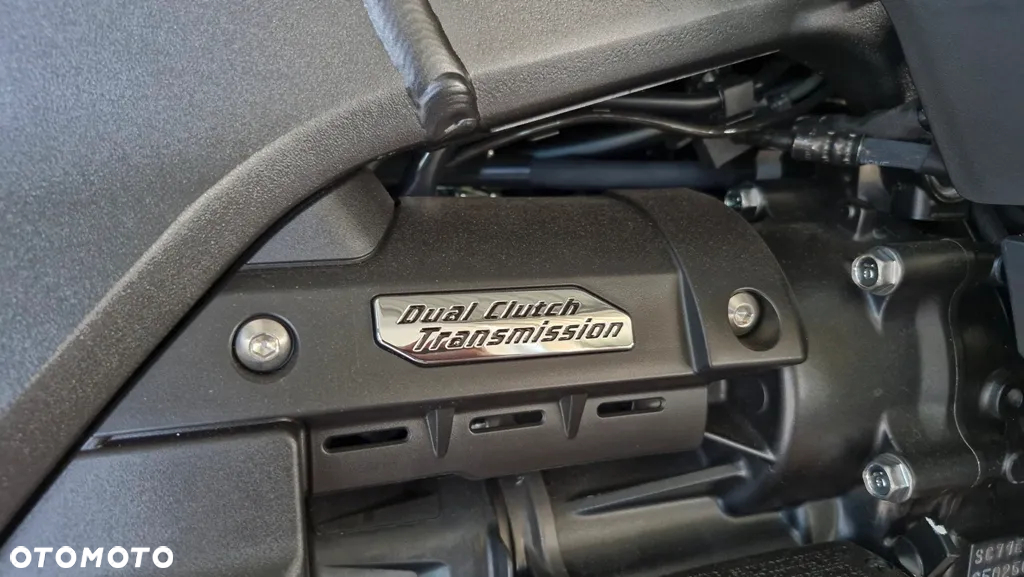 Dual Clutch
Transmission
OTOMOTO